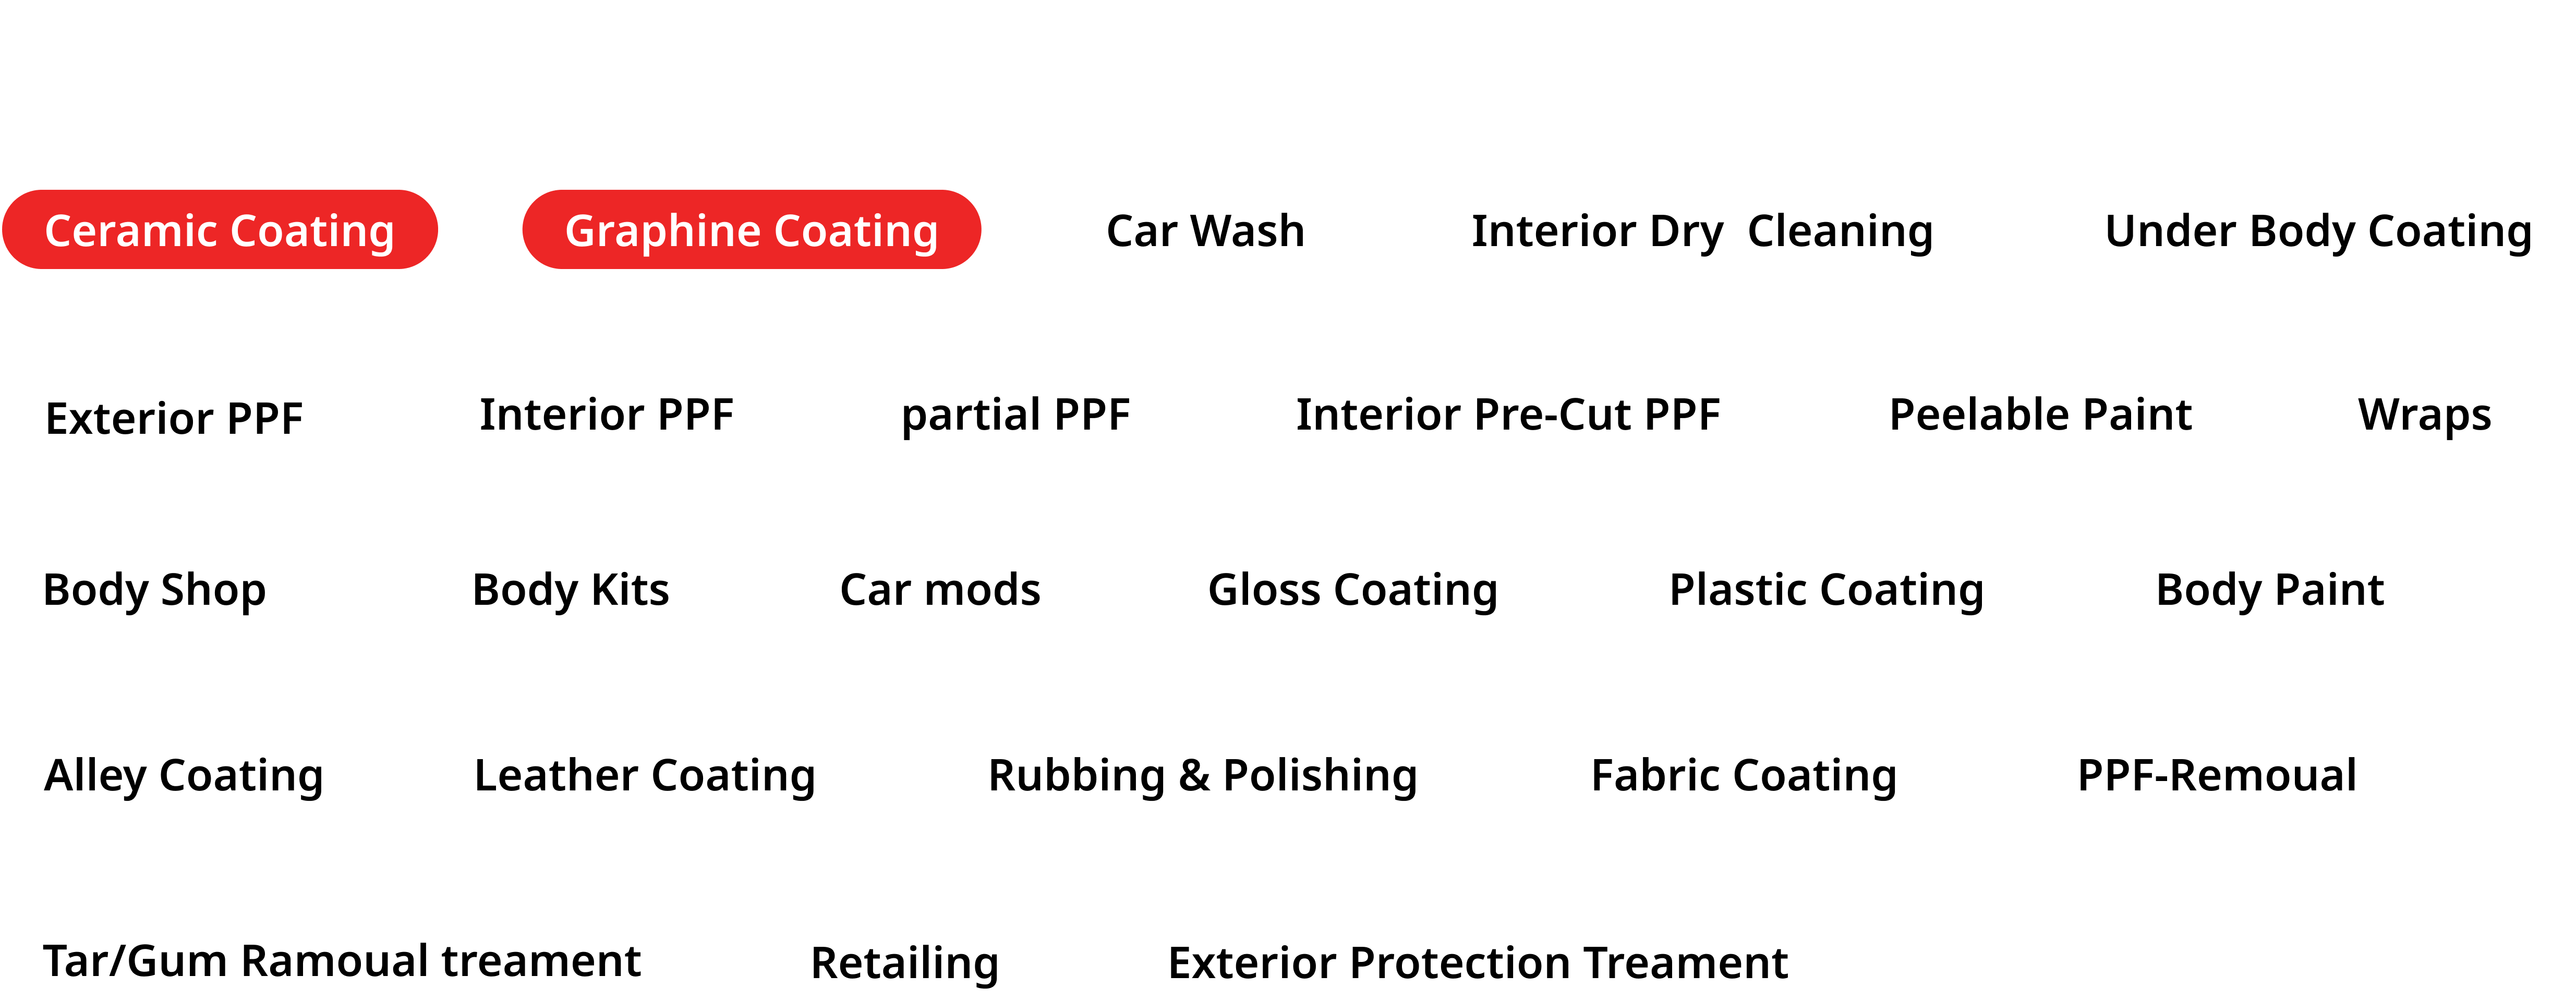 Ceramic Coating Graphine Coating Car Wash Interior Dry Cleaning Under Body Coating
Exterior PPF Interior PPF partial PPF Interior Pre-Cut PPF Peelable Paint Wraps
Body Shop Body Kits Car mods Gloss Coating Plastic Coating Body Paint
Alley Coating Leather Coating Rubbing & Polishing Fabric Coating PPF-Remoual
Tar/Gum Ramoual treament Retailing Exterior Protection Treament